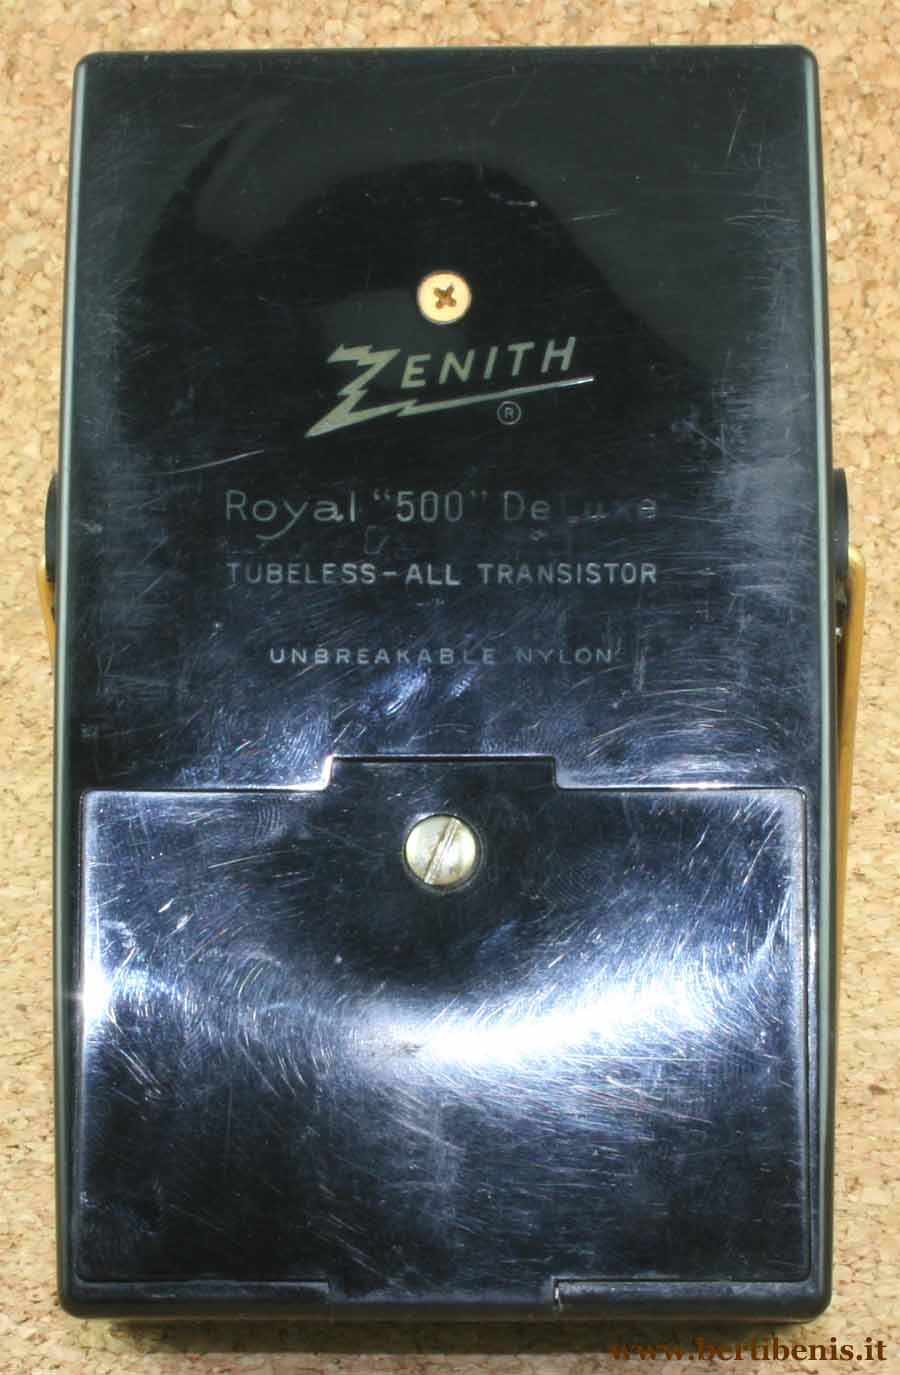 ZENITH
®
Royal "500" DeLuxe
TUBELESS-ALL TRANSISTOR
UNBREAKABLE NYLON
www.bertibenis.it